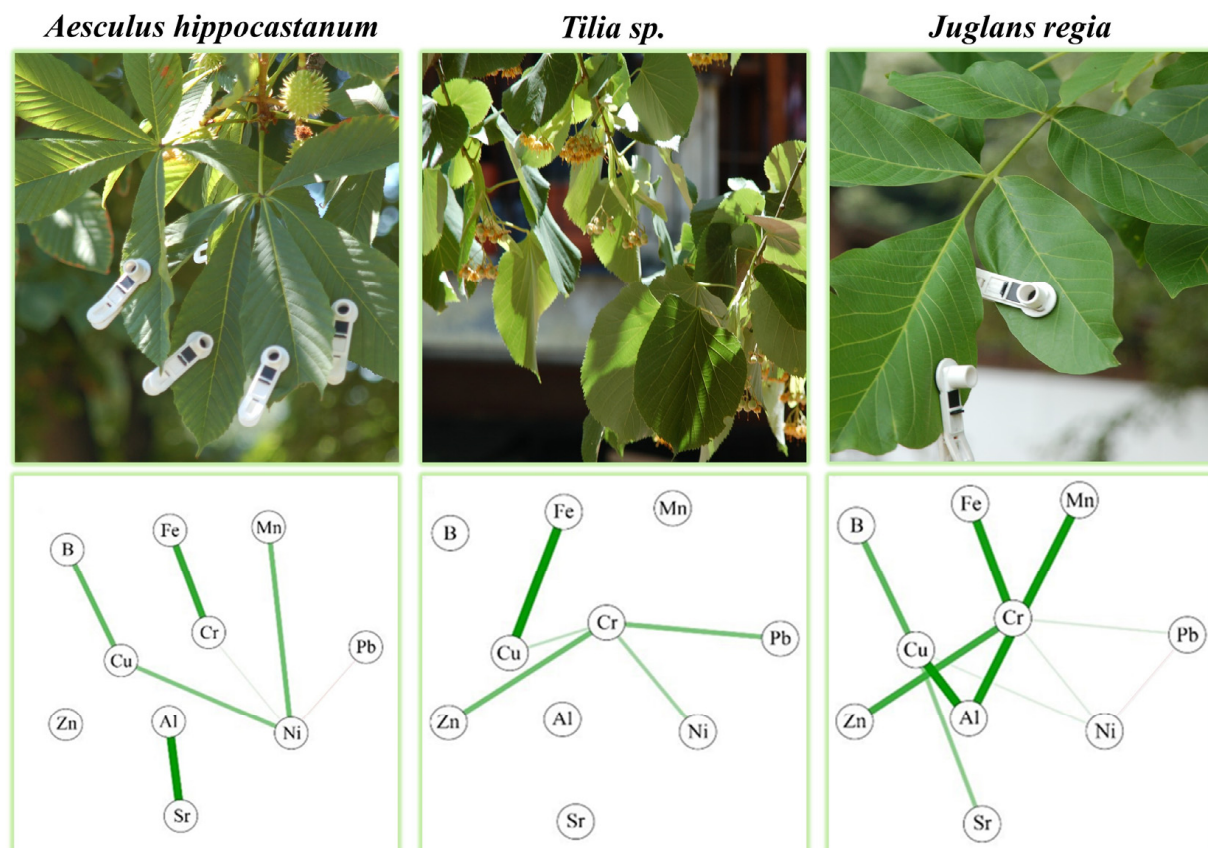 Aesculus hippocastanum
Tilia sp.
Juglans regia
B
Fe
Mn
Cr
Cu
Pb
Zn
Al
Ni
Sr
B
Fe
Mn
Cr
Cu
Pb
Zn
Al
Ni
Sr
B
Fe
Mn
Cr
Cu
Pb
Zn
Al
Ni
Sr